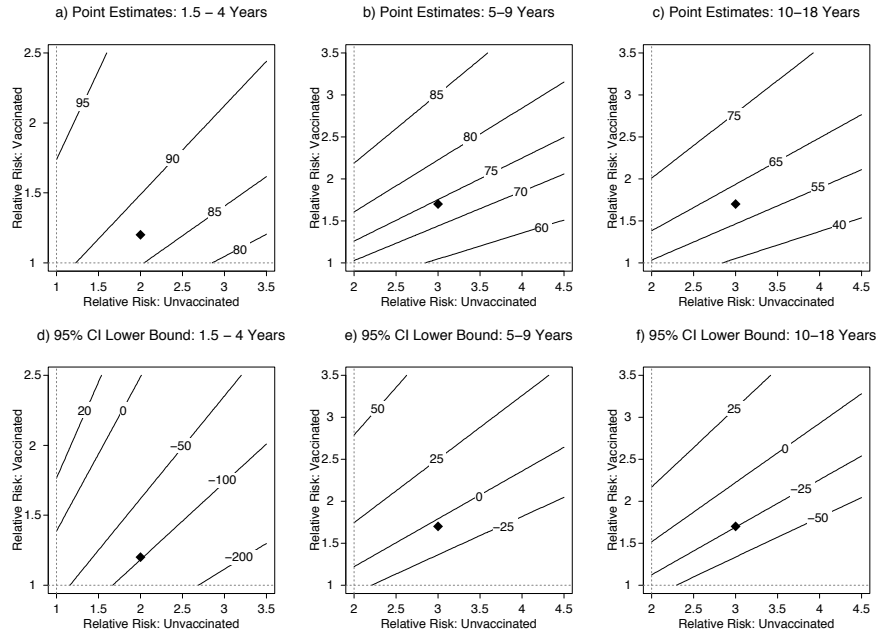 a) Point Estimates: 1.5 – 4 Years
b) Point Estimates: 5–9 Years
c) Point Estimates: 10–18 Years
Relative Risk: Vaccinated
2.5
2
1.5
1
95
90
85
80
1 1.5 2 2.5 3 3.5
Relative Risk: Unvaccinated
Relative Risk: Vaccinated
3.5
3
2.5
2
1.5
1
85
80
75
70
60
2 2.5 3 3.5 4 4.5
Relative Risk: Unvaccinated
Relative Risk: Vaccinated
3.5
3
2.5
2
1.5
1
75
65
55
40
2 2.5 3 3.5 4 4.5
Relative Risk: Unvaccinated
d) 95% CI Lower Bound: 1.5 – 4 Years
e) 95% CI Lower Bound: 5–9 Years
f) 95% CI Lower Bound: 10–18 Years
Relative Risk: Vaccinated
2.5
2
1.5
1
20
0
−50
−100
−200
1 1.5 2 2.5 3 3.5
Relative Risk: Unvaccinated
Relative Risk: Vaccinated
3.5
3
2.5
2
1.5
1
50
25
0
−25
2 2.5 3 3.5 4 4.5
Relative Risk: Unvaccinated
Relative Risk: Vaccinated
3.5
3
2.5
2
1.5
1
25
0
−25
−50
2 2.5 3 3.5 4 4.5
Relative Risk: Unvaccinated